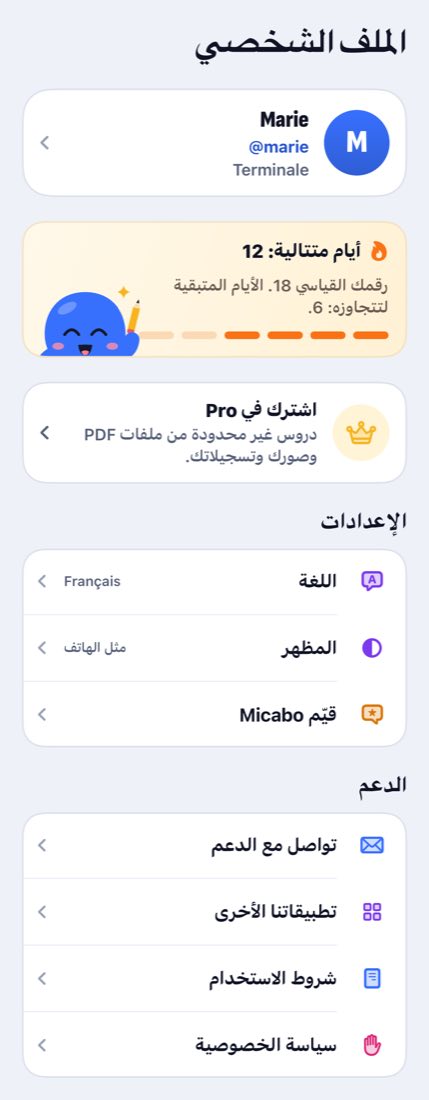 الملف الشخصي
M
Marie
@marie
Terminale
أيام متتالية: 12
رقمك القياسي 18. الأيام المتبقية
لتتجاوزه: 6.
اشترك في Pro
دروس غير محدودة من ملفات PDF
وصورك وتسجيلاتك.
الإعدادات
A
اللغة
Français
المظهر
مثل الهاتف
قيّم Micabo
الدعم
تواصل مع الدعم
تطبيقاتنا الأخرى
شروط الاستخدام
سياسة الخصوصية